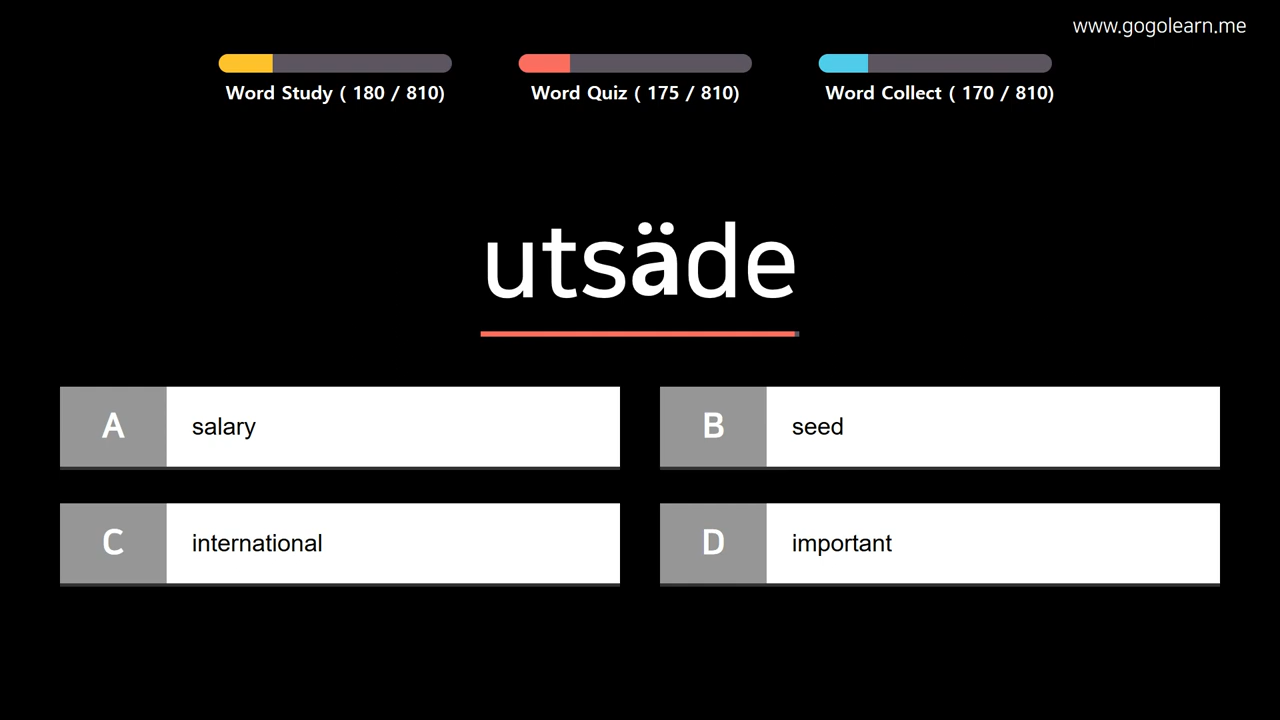 www.gogolearn.me
Word Study ( 180 / 810)
Word Quiz ( 175 / 810)
Word Collect ( 170 / 810)
utsäde
A salary
B seed
C international
D important